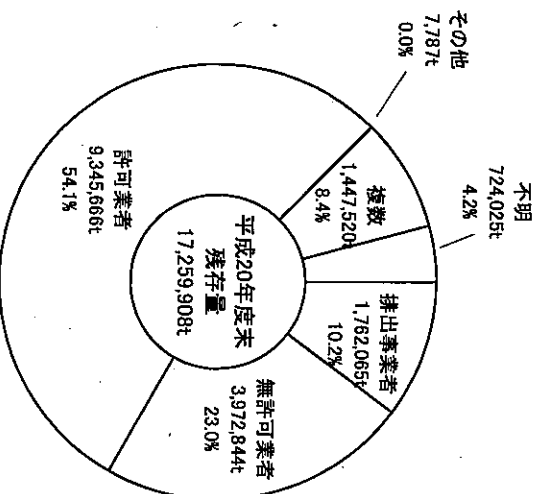 平成20年度末
残存量
17,259,908t
排出事業者
1,762,065t
10.2%
無許可業者
3,972,844t
23.0%
許可業者
9,345,666t
54.1%
その他
7,787t
0.0%
複数
1,447,520t
8.4%
不明
724,025t
4.2%